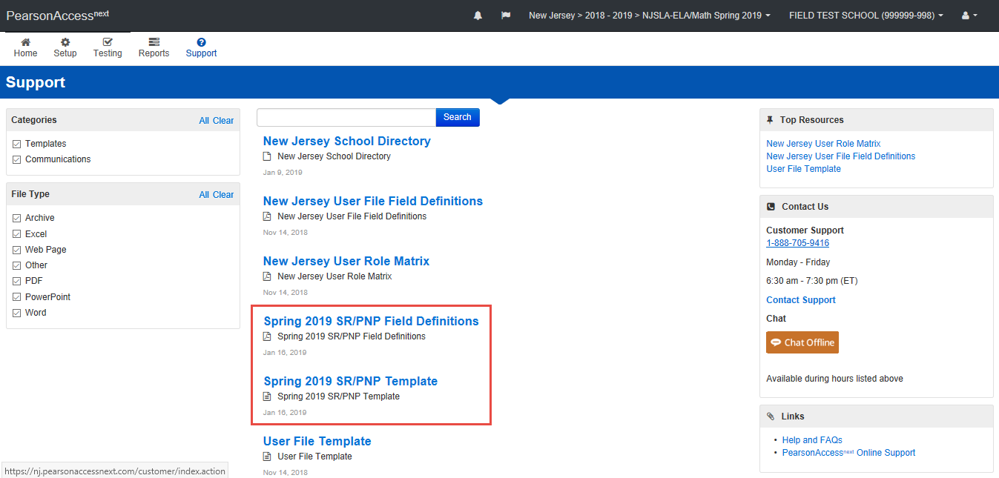 PearsonAccessnext
New Jersey > 2018 - 2019 > NJSLA-ELA/Math Spring 2019
FIELD TEST SCHOOL (999999-998)
Home
Setup
Testing
Reports
Support
Support
Categories
All Clear
Templates
Communications
File Type
All Clear
Archive
Excel
Web Page
Other
PDF
PowerPoint
Word
Search
New Jersey School Directory
New Jersey School Directory
Jan 9, 2019
New Jersey User File Field Definitions
New Jersey User File Field Definitions
Nov 14, 2018
New Jersey User Role Matrix
New Jersey User Role Matrix
Nov 14, 2018
Spring 2019 SR/PNP Field Definitions
Spring 2019 SR/PNP Field Definitions
Jan 16, 2019
Spring 2019 SR/PNP Template
Spring 2019 SR/PNP Template
Jan 16, 2019
User File Template
User File Template
Nov 14, 2018
Top Resources
New Jersey User Role Matrix
New Jersey User File Field Definitions
User File Template
Contact Us
Customer Support
1-888-705-9416
Monday - Friday
6:30 am - 7:30 pm (ET)
Contact Support
Chat
Chat Offline
Available during hours listed above
Links
• Help and FAQs
• PearsonAccessnext Online Support
https://nj.pearsonaccessnext.com/customer/index.action